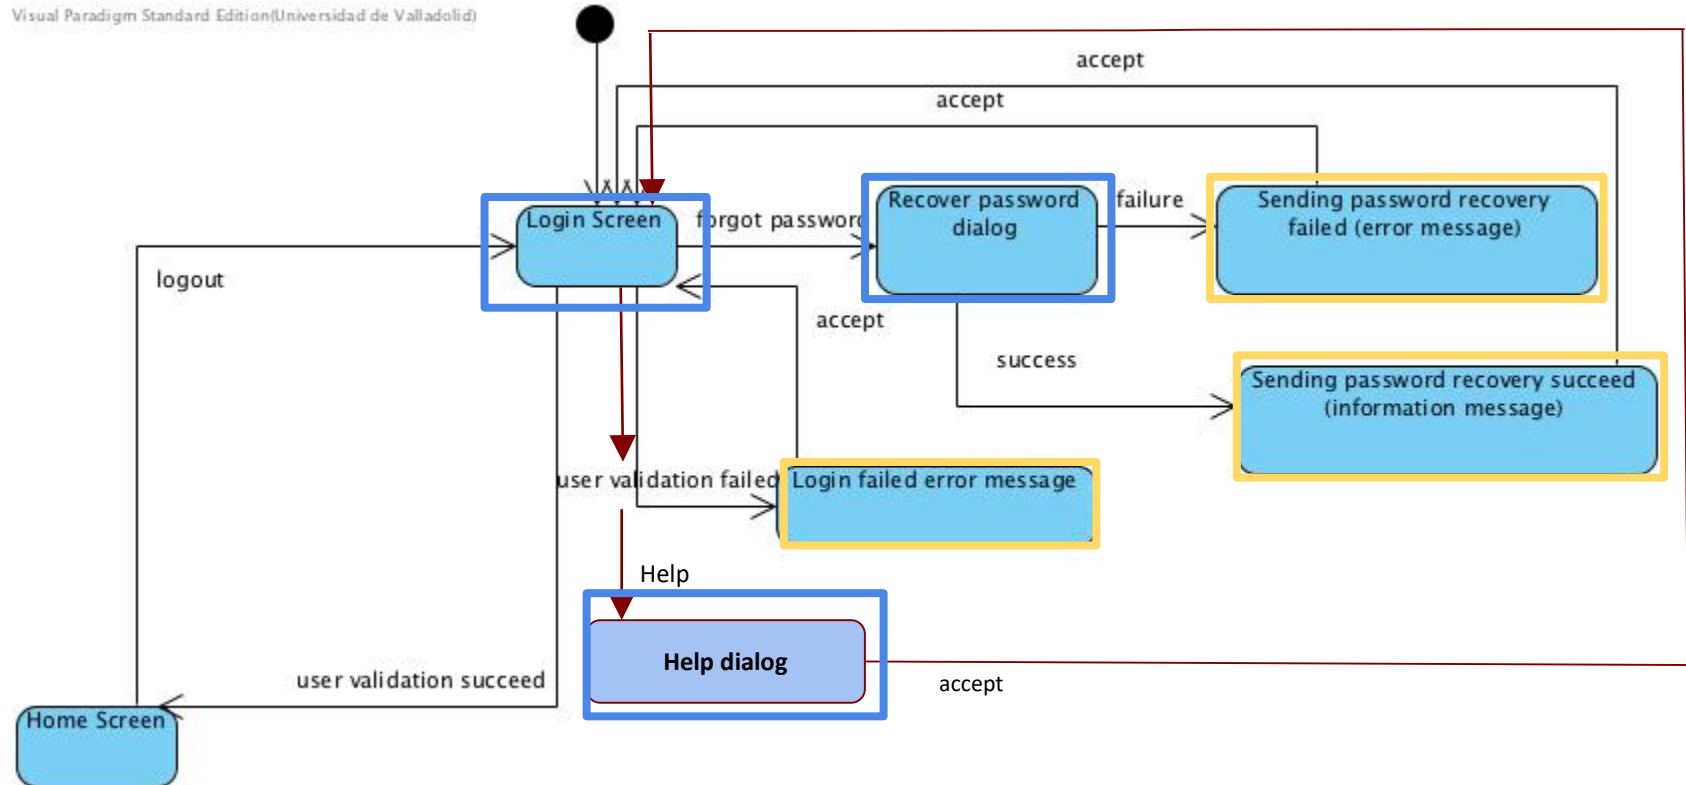 Visual Paradigm Standard Edition(Universidad de Valladolid)
accept
accept
Login Screen
forgot password
Recover password
dialog
failure
Sending password recovery
failed (error message)
logout
accept
success
Sending password recovery succeed
(information message)
user validation failed
Login failed error message
Help
Help dialog
accept
user validation succeed
Home Screen